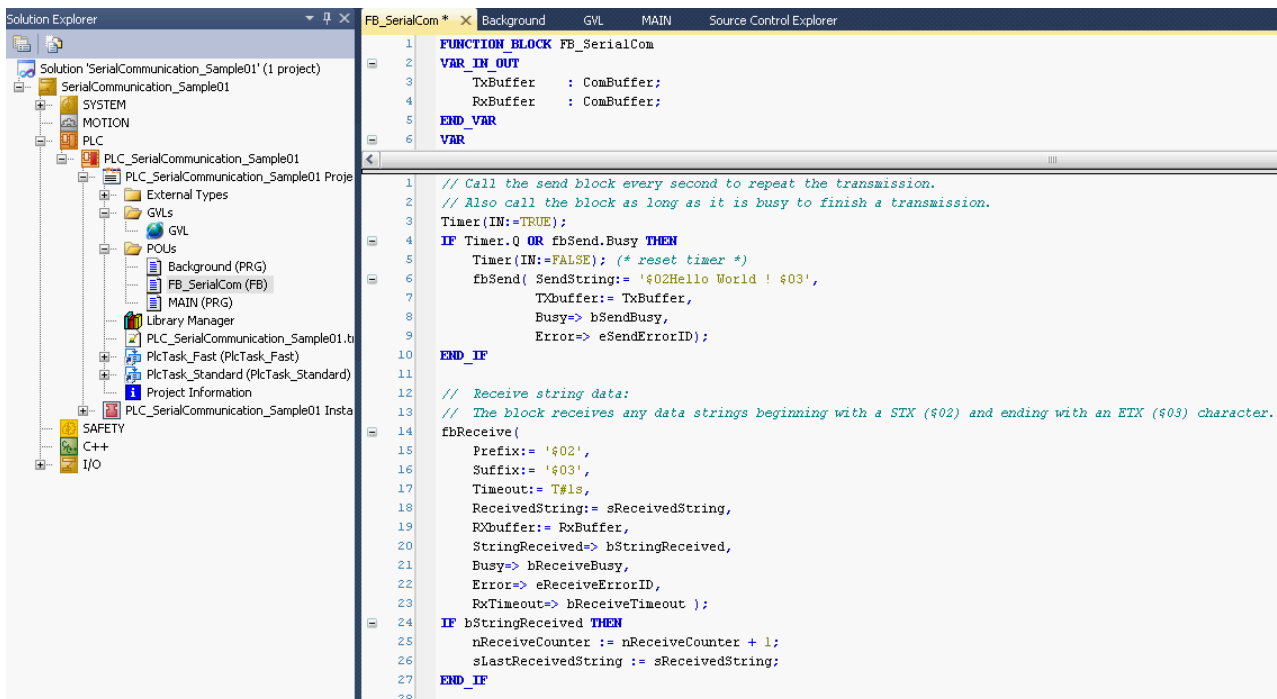 Solution Explorer
Solution 'SerialCommunication_Sample01' (1 project)
SerialCommunication_Sample01
SYSTEM
MOTION
PLC
PLC_SerialCommunication_Sample01
PLC_SerialCommunication_Sample01 Proje
External Types
GVLs
GVL
POUs
Background (PRG)
FB_SerialCom (FB)
MAIN (PRG)
Library Manager
PLC_SerialCommunication_Sample01.t
PlcTask_Fast (PlcTask_Fast)
PlcTask_Standard (PlcTask_Standard)
Project Information
PLC_SerialCommunication_Sample01 Insta
SAFETY
C++
I/O
FB_SerialCom * Background GVL MAIN Source Control Explorer
1 FUNCTION_BLOCK FB_SerialCom
2 VAR_IN_OUT
3 TxBuffer : ComBuffer;
4 RxBuffer : ComBuffer;
5 END_VAR
6 VAR
1 // Call the send block every second to repeat the transmission.
2 // Also call the block as long as it is busy to finish a transmission.
3 Timer(IN:=TRUE);
4 IF Timer.Q OR fbSend.Busy THEN
5 Timer(IN:=FALSE); (* reset timer *)
6 fbSend( SendString:= '$02Hello World ! $03',
7 TXbuffer:= TxBuffer,
8 Busy=> bSendBusy,
9 Error=> eSendErrorID);
10 END_IF
11
12 // Receive string data:
13 // The block receives any data strings beginning with a STX ($02) and ending with an ETX ($03) character.
14 fbReceive(
15 Prefix:= '$02',
16 Suffix:= '$03',
17 Timeout:= T#1s,
18 ReceivedString:= sReceivedString,
19 RXbuffer:= RxBuffer,
20 StringReceived=> bStringReceived,
21 Busy=> bReceiveBusy,
22 Error=> eReceiveErrorID,
23 RxTimeout=> bReceiveTimeout );
24 IF bStringReceived THEN
25 nReceiveCounter := nReceiveCounter + 1;
26 sLastReceivedString := sReceivedString;
27 END_IF
28